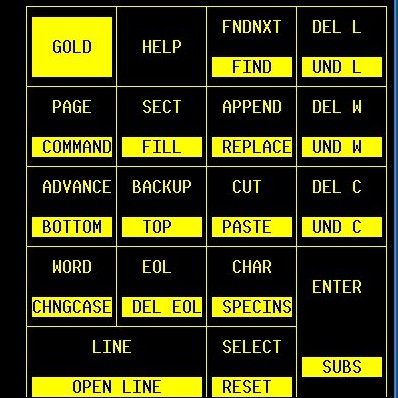 FNDNXT DEL L
GOLD HELP
FIND UND L
PAGE SECT APPEND DEL W
COMMAND FILL REPLACE UND W
ADVANCE BACKUP CUT DEL C
BOTTOM TOP PASTE UND C
WORD EOL CHAR
ENTER
CHNGCASE DEL EOL SPECINS
LINE SELECT
SUBS
OPEN LINE RESET